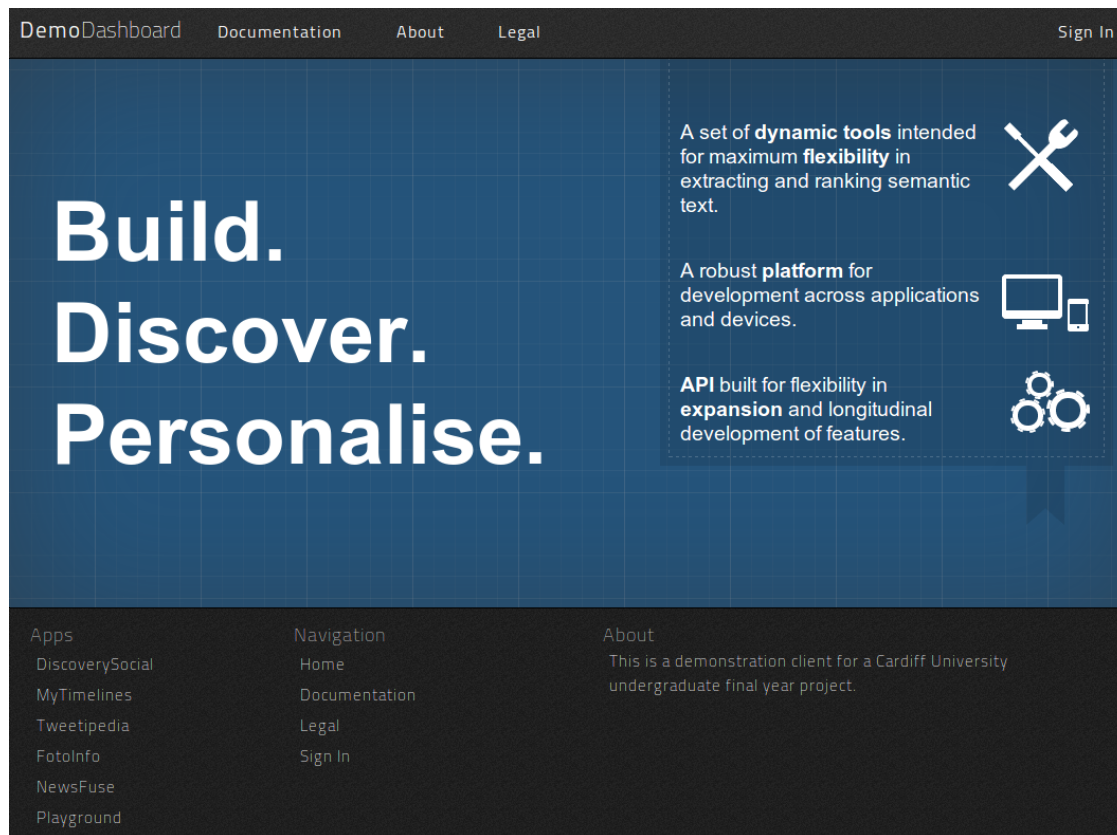 DemoDashboard Documentation About Legal Sign In
Build.
Discover.
Personalise.
A set of dynamic tools intended
for maximum flexibility in
extracting and ranking semantic
text.
A robust platform for
development across applications
and devices.
API built for flexibility in
expansion and longitudinal
development of features.
Apps
DiscoverySocial
MyTimelines
Tweetipedia
FotoInfo
NewsFuse
Playground
Navigation
Home
Documentation
Legal
Sign In
About
This is a demonstration client for a Cardiff University
undergraduate final year project.